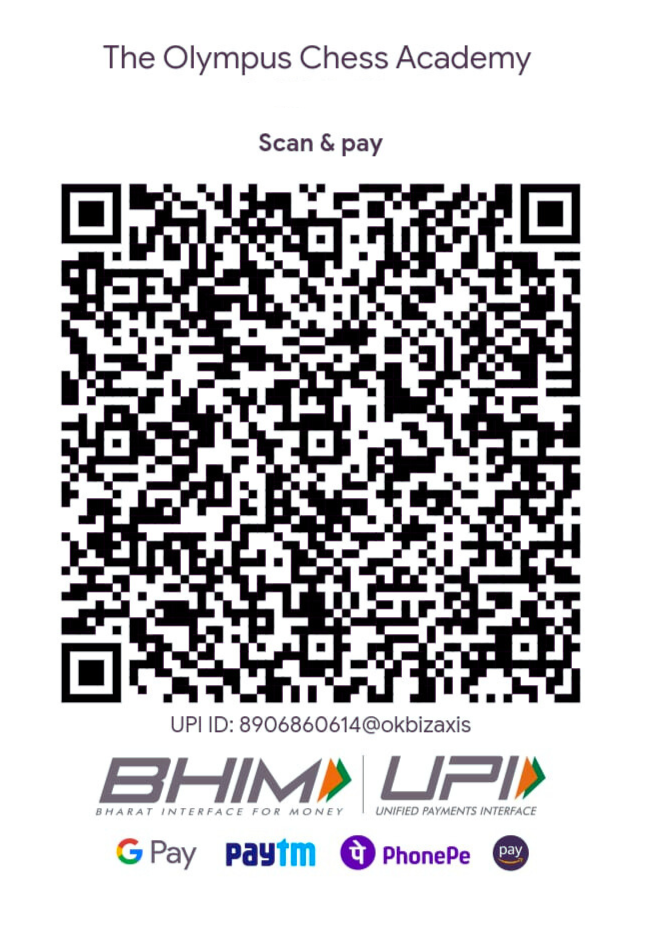 The Olympus Chess Academy
Scan & pay
UPI ID: 8906860614@okbizaxis
BHIM UPI
BHARAT INTERFACE FOR MONEY UNIFIED PAYMENTS INTERFACE
G Pay paytm पे PhonePe pay